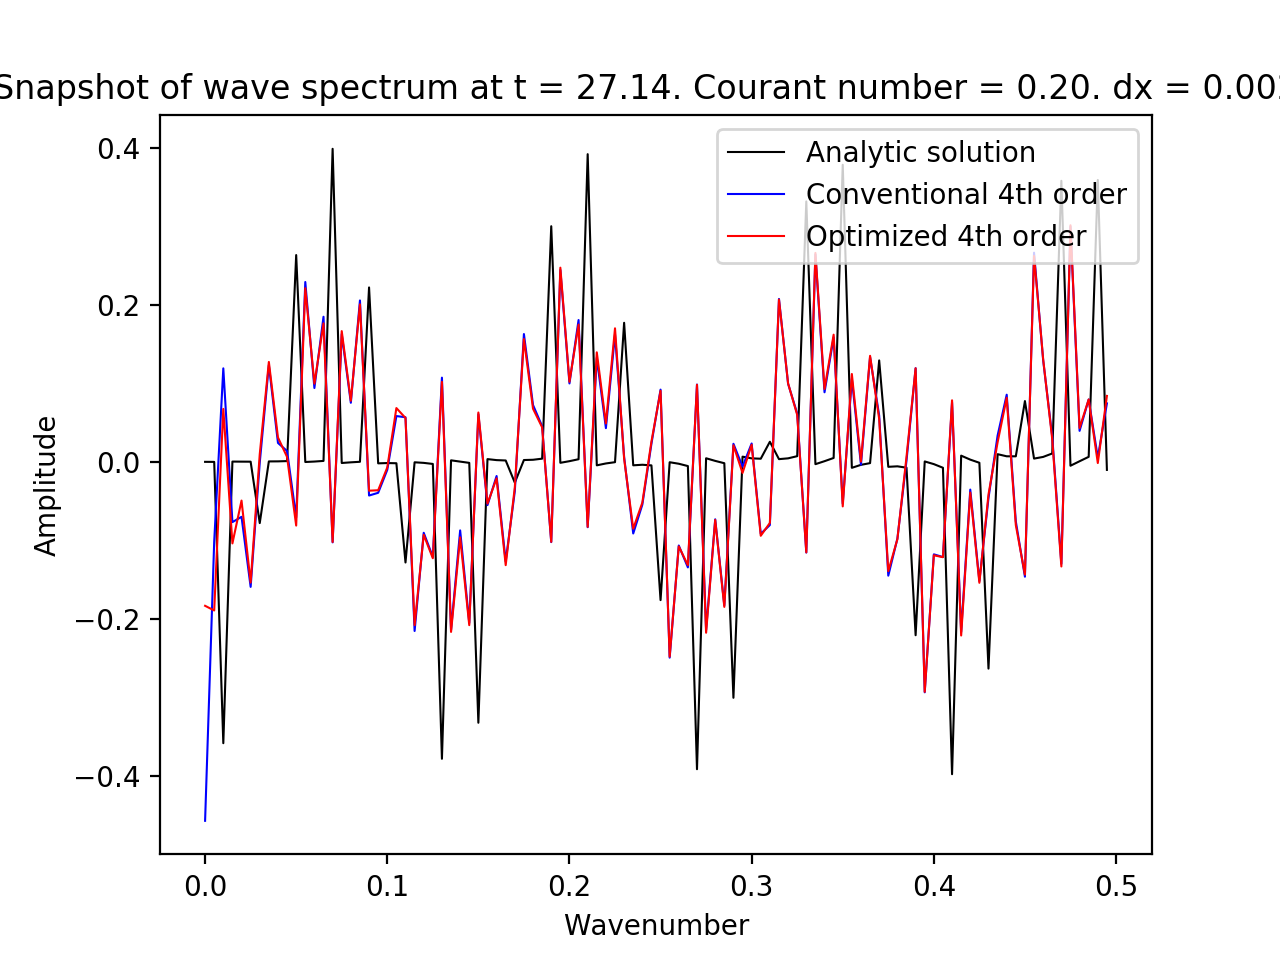 Snapshot of wave spectrum at t = 27.14. Courant number = 0.20. dx = 0.00
Analytic solution
Conventional 4th order
Optimized 4th order
Amplitude
0.4
0.2
0.0
−0.2
−0.4
0.0 0.1 0.2 0.3 0.4 0.5
Wavenumber